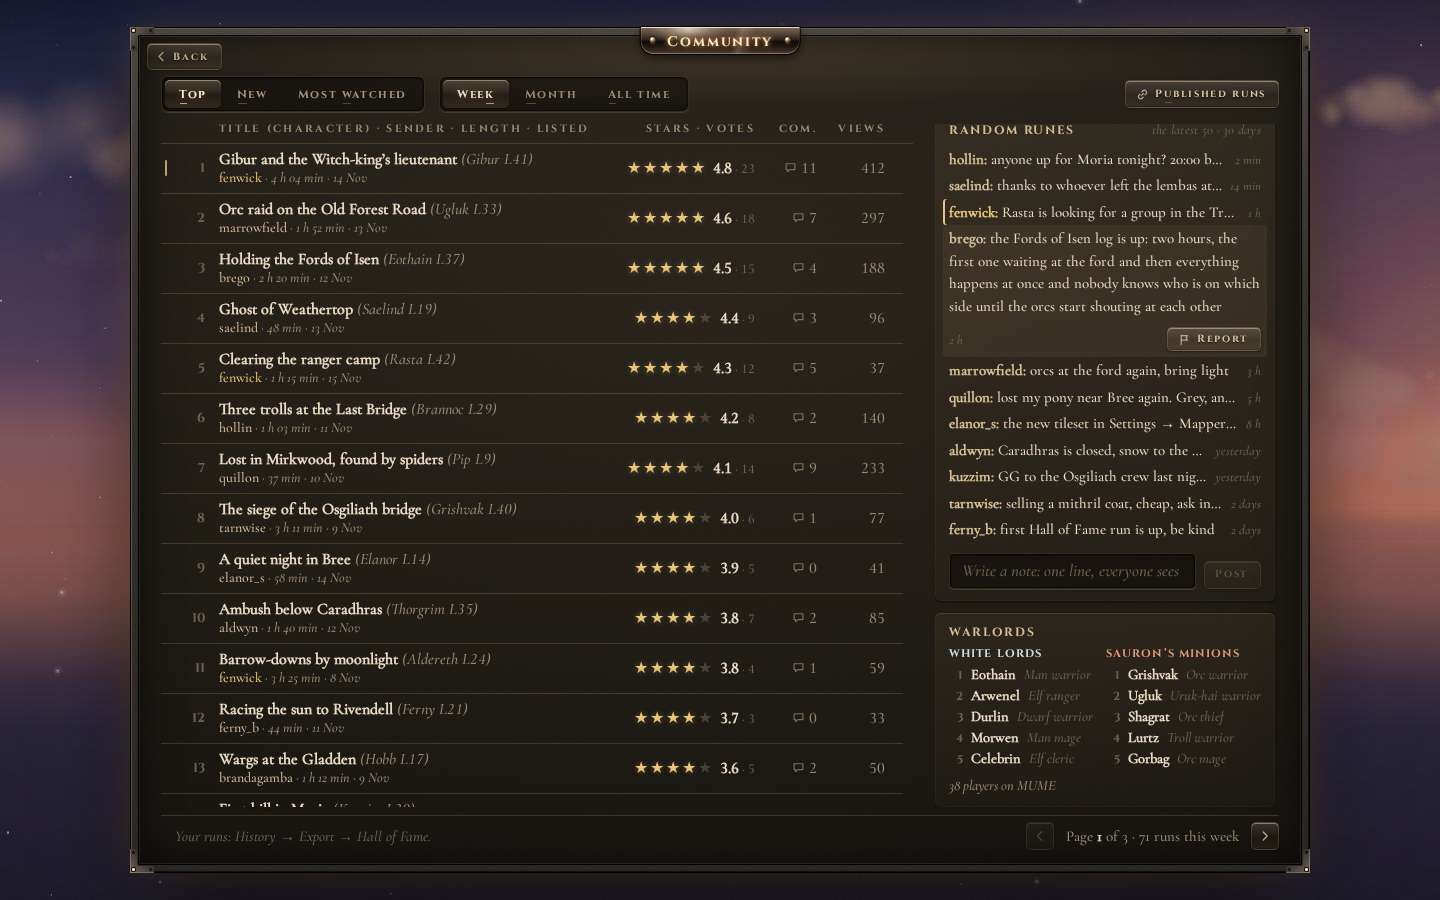 COMMUNITY
BACK
TOP NEW MOST WATCHED WEEK MONTH ALL TIME PUBLISHED RUNS
TITLE (CHARACTER) · SENDER · LENGTH · LISTED STARS · VOTES COM. VIEWS
1 Gibur and the Witch-king's lieutenant (Gibur L41) 4.8 · 23 11 412
fenwick · 4 h 04 min · 14 Nov
2 Orc raid on the Old Forest Road (Ugluk L33) 4.6 · 18 7 297
marrowfield · 1 h 52 min · 13 Nov
3 Holding the Fords of Isen (Eothain L37) 4.5 · 15 4 188
brego · 2 h 20 min · 12 Nov
4 Ghost of Weathertop (Saelind L19) 4.4 · 9 3 96
saelind · 48 min · 13 Nov
5 Clearing the ranger camp (Rasta L42) 4.3 · 12 5 37
fenwick · 1 h 15 min · 15 Nov
6 Three trolls at the Last Bridge (Brannoc L29) 4.2 · 8 2 140
hollin · 1 h 03 min · 11 Nov
7 Lost in Mirkwood, found by spiders (Pip L9) 4.1 · 14 9 233
quillon · 37 min · 10 Nov
8 The siege of the Osgiliath bridge (Grishvak L40) 4.0 · 6 1 77
tarnwise · 3 h 11 min · 9 Nov
9 A quiet night in Bree (Elanor L14) 3.9 · 5 0 41
elanor_s · 58 min · 14 Nov
10 Ambush below Caradhras (Thorgrim L35) 3.8 · 7 2 85
aldwyn · 1 h 40 min · 12 Nov
11 Barrow-downs by moonlight (Aldereth L24) 3.8 · 4 1 59
fenwick · 3 h 25 min · 8 Nov
12 Racing the sun to Rivendell (Ferny L21) 3.7 · 3 0 33
ferny_b · 44 min · 11 Nov
13 Wargs at the Gladden (Hobb L17) 3.6 · 5 2 50
brandagamba · 1 h 12 min · 9 Nov
RANDOM RUNES the latest 50 · 30 days
hollin: anyone up for Moria tonight? 20:00 b... 2 min
saelind: thanks to whoever left the lembas at... 14 min
fenwick: Rasta is looking for a group in the Tr... 1 h
brego: the Fords of Isen log is up: two hours, the
first one waiting at the ford and then everything
happens at once and nobody knows who is on which
side until the orcs start shouting at each other
2 h REPORT
marrowfield: orcs at the ford again, bring light 3 h
quillon: lost my pony near Bree again. Grey, an... 5 h
elanor_s: the new tileset in Settings → Mapper... 8 h
aldwyn: Caradhras is closed, snow to the ... yesterday
kuzzim: GG to the Osgiliath crew last nig... yesterday
tarnwise: selling a mithril coat, cheap, ask in... 2 days
ferny_b: first Hall of Fame run is up, be kind 2 days
Write a note: one line, everyone sees POST
WARLORDS
WHITE LORDS SAURON'S MINIONS
1 Eothain Man warrior 1 Grishvak Orc warrior
2 Arwenel Elf ranger 2 Ugluk Uruk-hai warrior
3 Durlin Dwarf warrior 3 Shagrat Orc thief
4 Morwen Man mage 4 Lurtz Troll warrior
5 Celebrin Elf cleric 5 Gorbag Orc mage
38 players on MUME
Your runs: History → Export → Hall of Fame. Page 1 of 3 · 71 runs this week